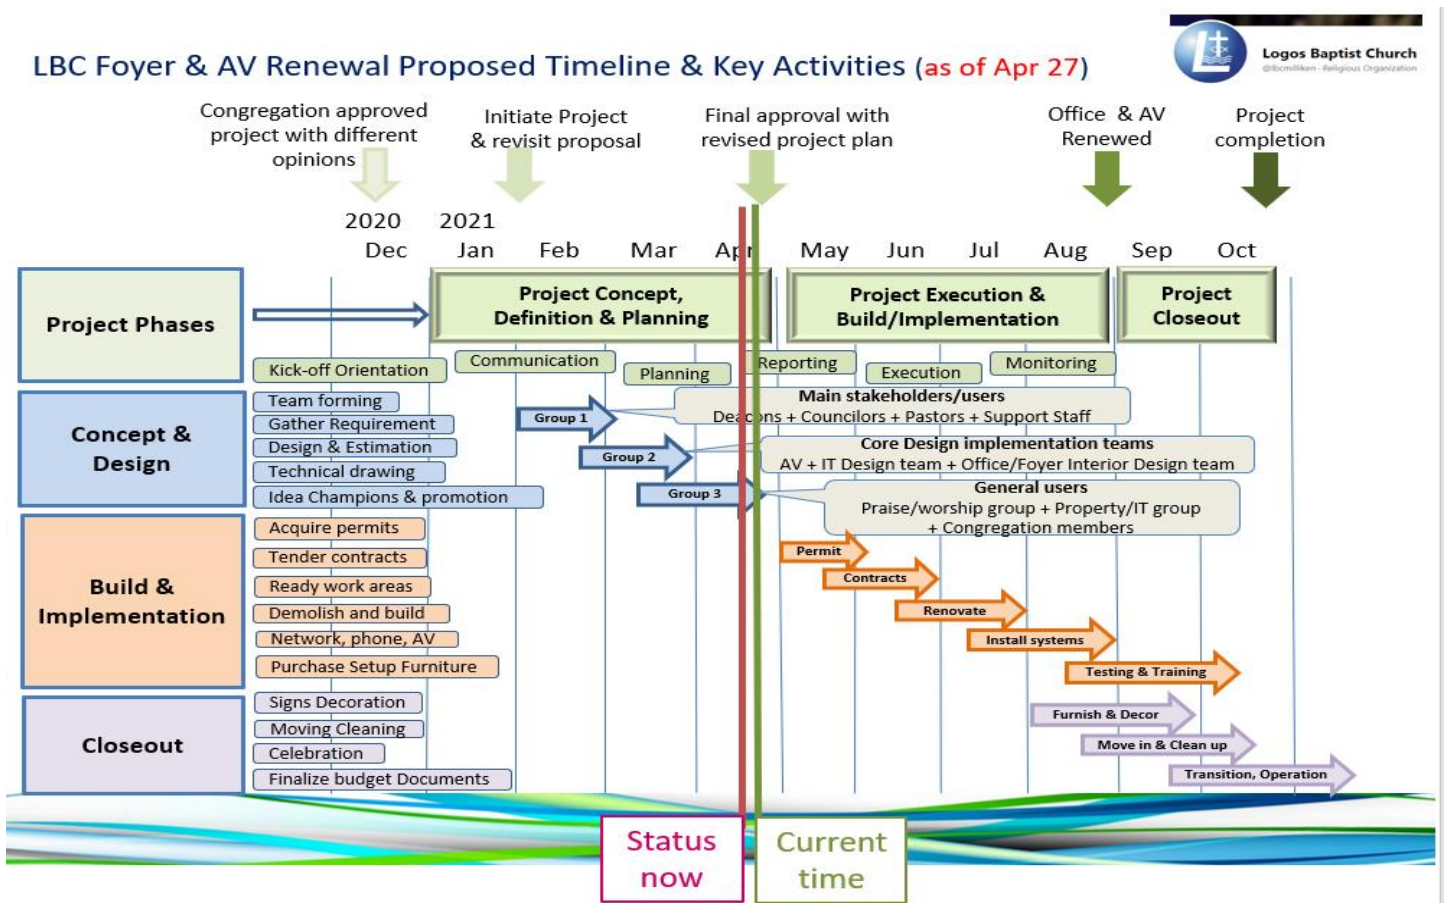 LBC Foyer & AV Renewal Proposed Timeline & Key Activities (as of Apr 27)
Logos Baptist Church
@lbcmilliken - Religious Organization
Congregation approved
project with different
opinions
Initiate Project
& revisit proposal
Final approval with
revised project plan
Office & AV
Renewed
Project
completion
2020
2021
Dec
Jan
Feb
Mar
Apr
May
Jun
Jul
Aug
Sep
Oct
Project Phases
Project Concept,
Definition & Planning
Project Execution &
Build/Implementation
Project
Closeout
Kick-off Orientation
Communication
Planning
Reporting
Execution
Monitoring
Concept &
Design
Team forming
Gather Requirement
Design & Estimation
Technical drawing
Idea Champions & promotion
Group 1
Group 2
Group 3
Main stakeholders/users
Deacons + Councilors + Pastors + Support Staff
Core Design implementation teams
AV + IT Design team + Office/Foyer Interior Design team
General users
Praise/worship group + Property/IT group
+ Congregation members
Build &
Implementation
Acquire permits
Tender contracts
Ready work areas
Demolish and build
Network, phone, AV
Purchase Setup Furniture
Permit
Contracts
Renovate
Install systems
Testing & Training
Closeout
Signs Decoration
Moving Cleaning
Celebration
Finalize budget Documents
Furnish & Decor
Move in & Clean up
Transition, Operation
Status
now
Current
time